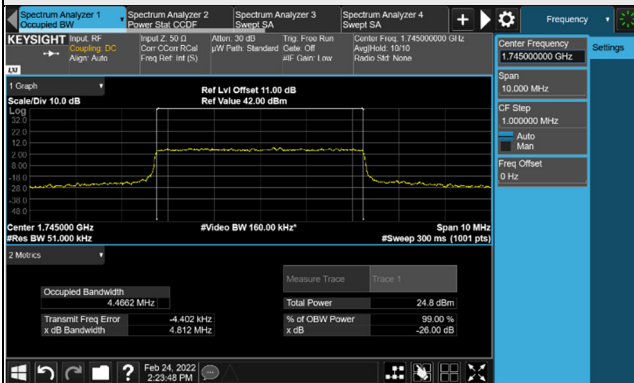 Spectrum Analyzer 1
Occupied BW
Spectrum Analyzer 2
Power Stat CCDF
Spectrum Analyzer 3
Swept SA
Spectrum Analyzer 4
Swept SA
Frequency
KEYSIGHT
Input: RF
Coupling: DC
Align: Auto
Input Z: 50 Ω
Corr CCorr RCal
Freq Ref: Int (S)
Atten: 30 dB
µW Path: Standard
Trig: Free Run
Gate: Off
#IF Gain: Low
Center Freq: 1.745000000 GHz
Avg|Hold: 10/10
Radio Std: None
Center Frequency
1.745000000 GHz
Settings
Span
10.000 MHz
CF Step
1.000000 MHz
Auto
Man
Freq Offset
0 Hz
LXI
1 Graph
Scale/Div 10.0 dB
Ref Lvl Offset 11.00 dB
Ref Value 42.00 dBm
Log
32.0
22.0
12.0
2.00
-8.00
-18.0
-28.0
-38.0
-48.0
Center 1.745000 GHz
#Video BW 160.00 kHz*
Span 10 MHz
#Res BW 51.000 kHz
#Sweep 300 ms (1001 pts)
2 Metrics
Measure Trace
Trace 1
Occupied Bandwidth
4.4662 MHz
Total Power
24.8 dBm
Transmit Freq Error
-4.402 kHz
% of OBW Power
99.00 %
x dB Bandwidth
4.812 MHz
x dB
-26.00 dB
Feb 24, 2022
2:23:48 PM